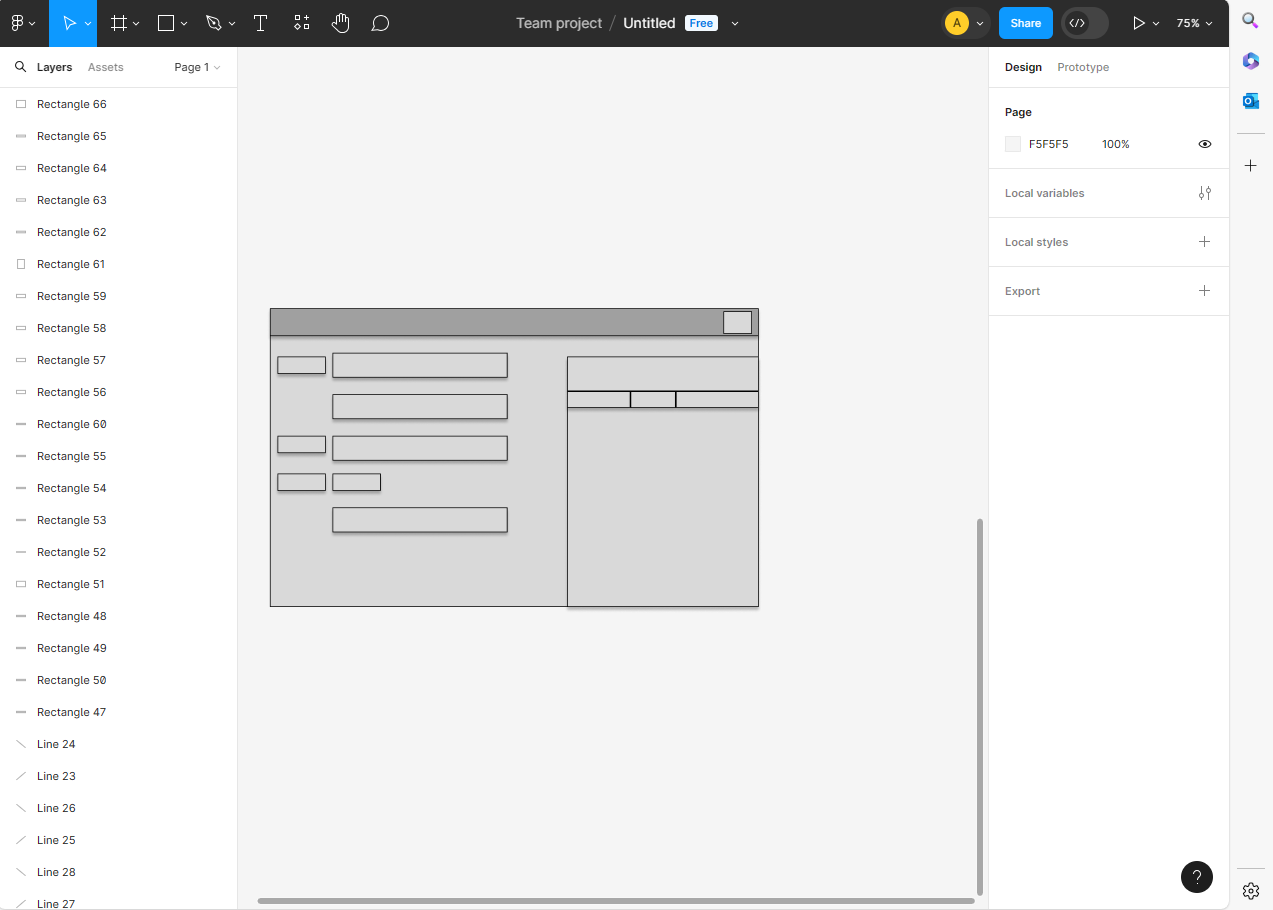 Team project / Untitled Free
A
Share
75%
Layers Assets Page 1
Rectangle 66
Rectangle 65
Rectangle 64
Rectangle 63
Rectangle 62
Rectangle 61
Rectangle 59
Rectangle 58
Rectangle 57
Rectangle 56
Rectangle 60
Rectangle 55
Rectangle 54
Rectangle 53
Rectangle 52
Rectangle 51
Rectangle 48
Rectangle 49
Rectangle 50
Rectangle 47
Line 24
Line 23
Line 26
Line 25
Line 28
Line 27
Design Prototype
Page
F5F5F5 100%
Local variables
Local styles
Export
?